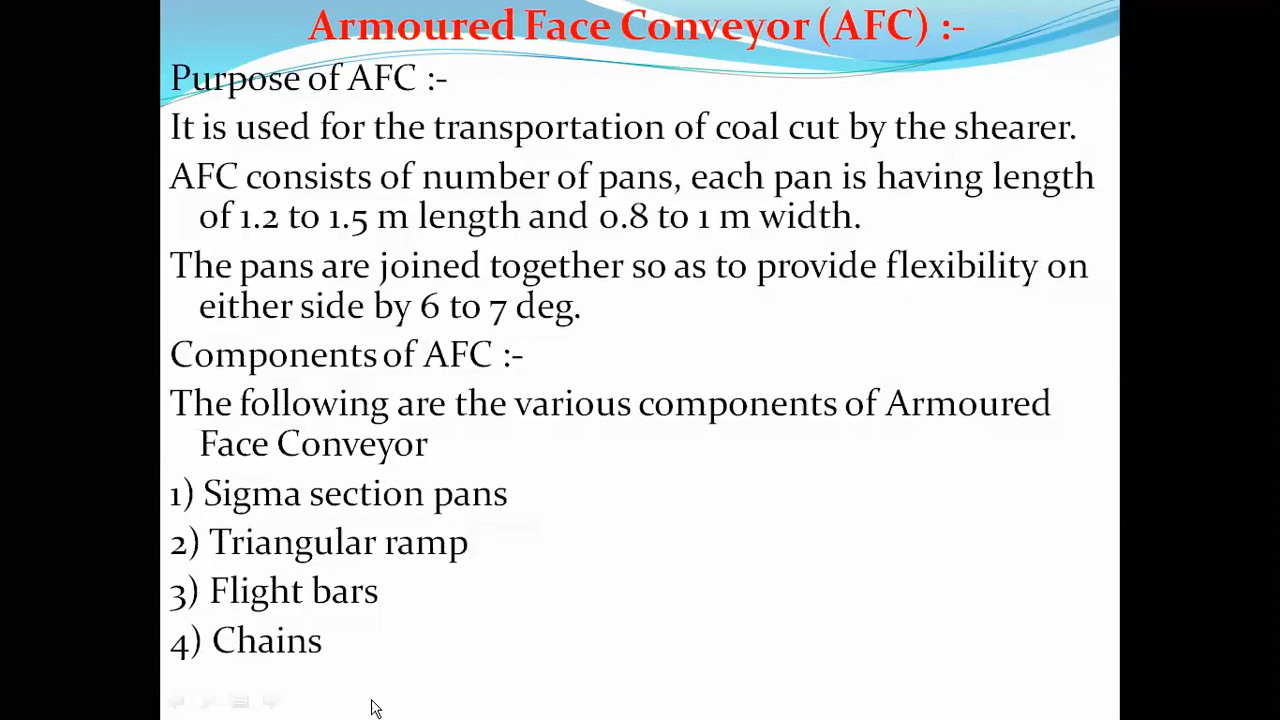 Armoured Face Conveyor (AFC) :-
Purpose of AFC :-
It is used for the transportation of coal cut by the shearer.
AFC consists of number of pans, each pan is having length
of 1.2 to 1.5 m length and 0.8 to 1 m width.
The pans are joined together so as to provide flexibility on
either side by 6 to 7 deg.
Components of AFC :-
The following are the various components of Armoured
Face Conveyor
1) Sigma section pans
2) Triangular ramp
3) Flight bars
4) Chains